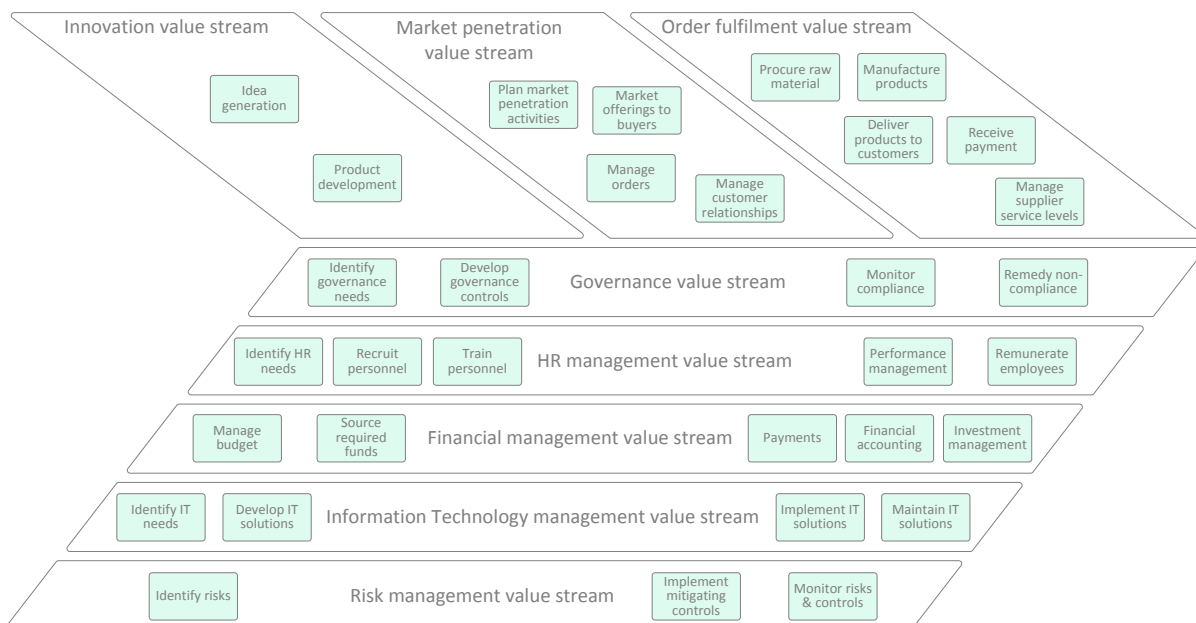 Innovation value stream
Idea
generation
Product
development
Market penetration
value stream
Plan market
penetration
activities
Market
offerings to
buyers
Manage
orders
Manage
customer
relationships
Order fulfilment value stream
Procure raw
material
Manufacture
products
Deliver
products to
customers
Receive
payment
Manage
supplier
service levels
Identify
governance
needs
Develop
governance
controls
Governance value stream
Monitor
compliance
Remedy non-
compliance
Identify HR
needs
Recruit
personnel
Train
personnel
HR management value stream
Performance
management
Remunerate
employees
Manage
budget
Source
required
funds
Financial management value stream
Payments
Financial
accounting
Investment
management
Identify IT
needs
Develop IT
solutions
Information Technology management value stream
Implement IT
solutions
Maintain IT
solutions
Identify risks
Risk management value stream
Implement
mitigating
controls
Monitor risks
& controls